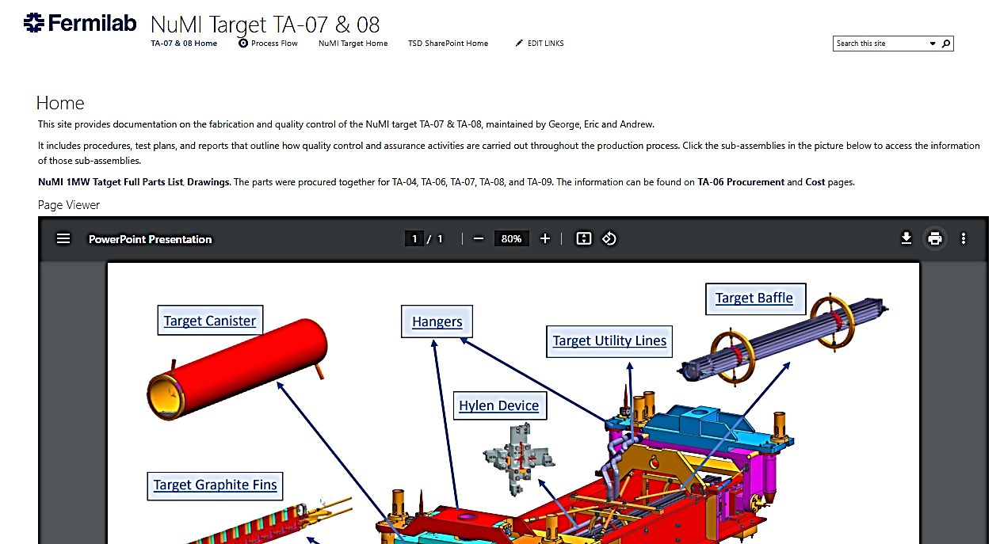 Fermilab
NuMI Target TA-07 & 08
TA-07 & 08 Home Process Flow NuMI Target Home TSD SharePoint Home EDIT LINKS
Search this site
Home
This site provides documentation on the fabrication and quality control of the NuMI target TA-07 & TA-08, maintained by George, Eric and Andrew.
It includes procedures, test plans, and reports that outline how quality control and assurance activities are carried out throughout the production process. Click the sub-assemblies in the picture below to access the information
of those sub-assemblies.
NuMI 1MW Tatget Full Parts List, Drawings. The parts were procured together for TA-04, TA-06, TA-07, TA-08, and TA-09. The information can be found on TA-06 Procurement and Cost pages.
Page Viewer
PowerPoint Presentation 1 / 1 80%
Target Baffle
Target Canister
Hangers
Target Utility Lines
Hylen Device
Target Graphite Fins